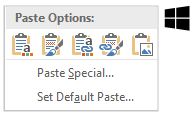 Paste Options:
Paste Special...
Set Default Paste...